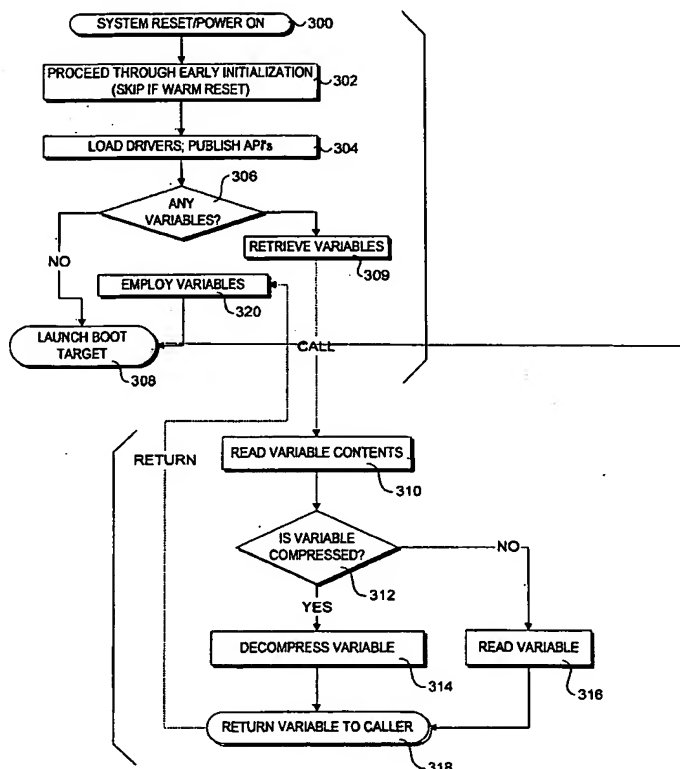 SYSTEM RESET/POWER ON
300
PROCEED THROUGH EARLY INITIALIZATION
(SKIP IF WARM RESET)
302
LOAD DRIVERS; PUBLISH API's
304
306
ANY
VARIABLES?
RETRIEVE VARIABLES
309
NO
EMPLOY VARIABLES
320
LAUNCH BOOT
TARGET
308
CALL
RETURN
READ VARIABLE CONTENTS
310
IS VARIABLE
COMPRESSED?
312
NO
YES
DECOMPRESS VARIABLE
314
READ VARIABLE
316
RETURN VARIABLE TO CALLER
318